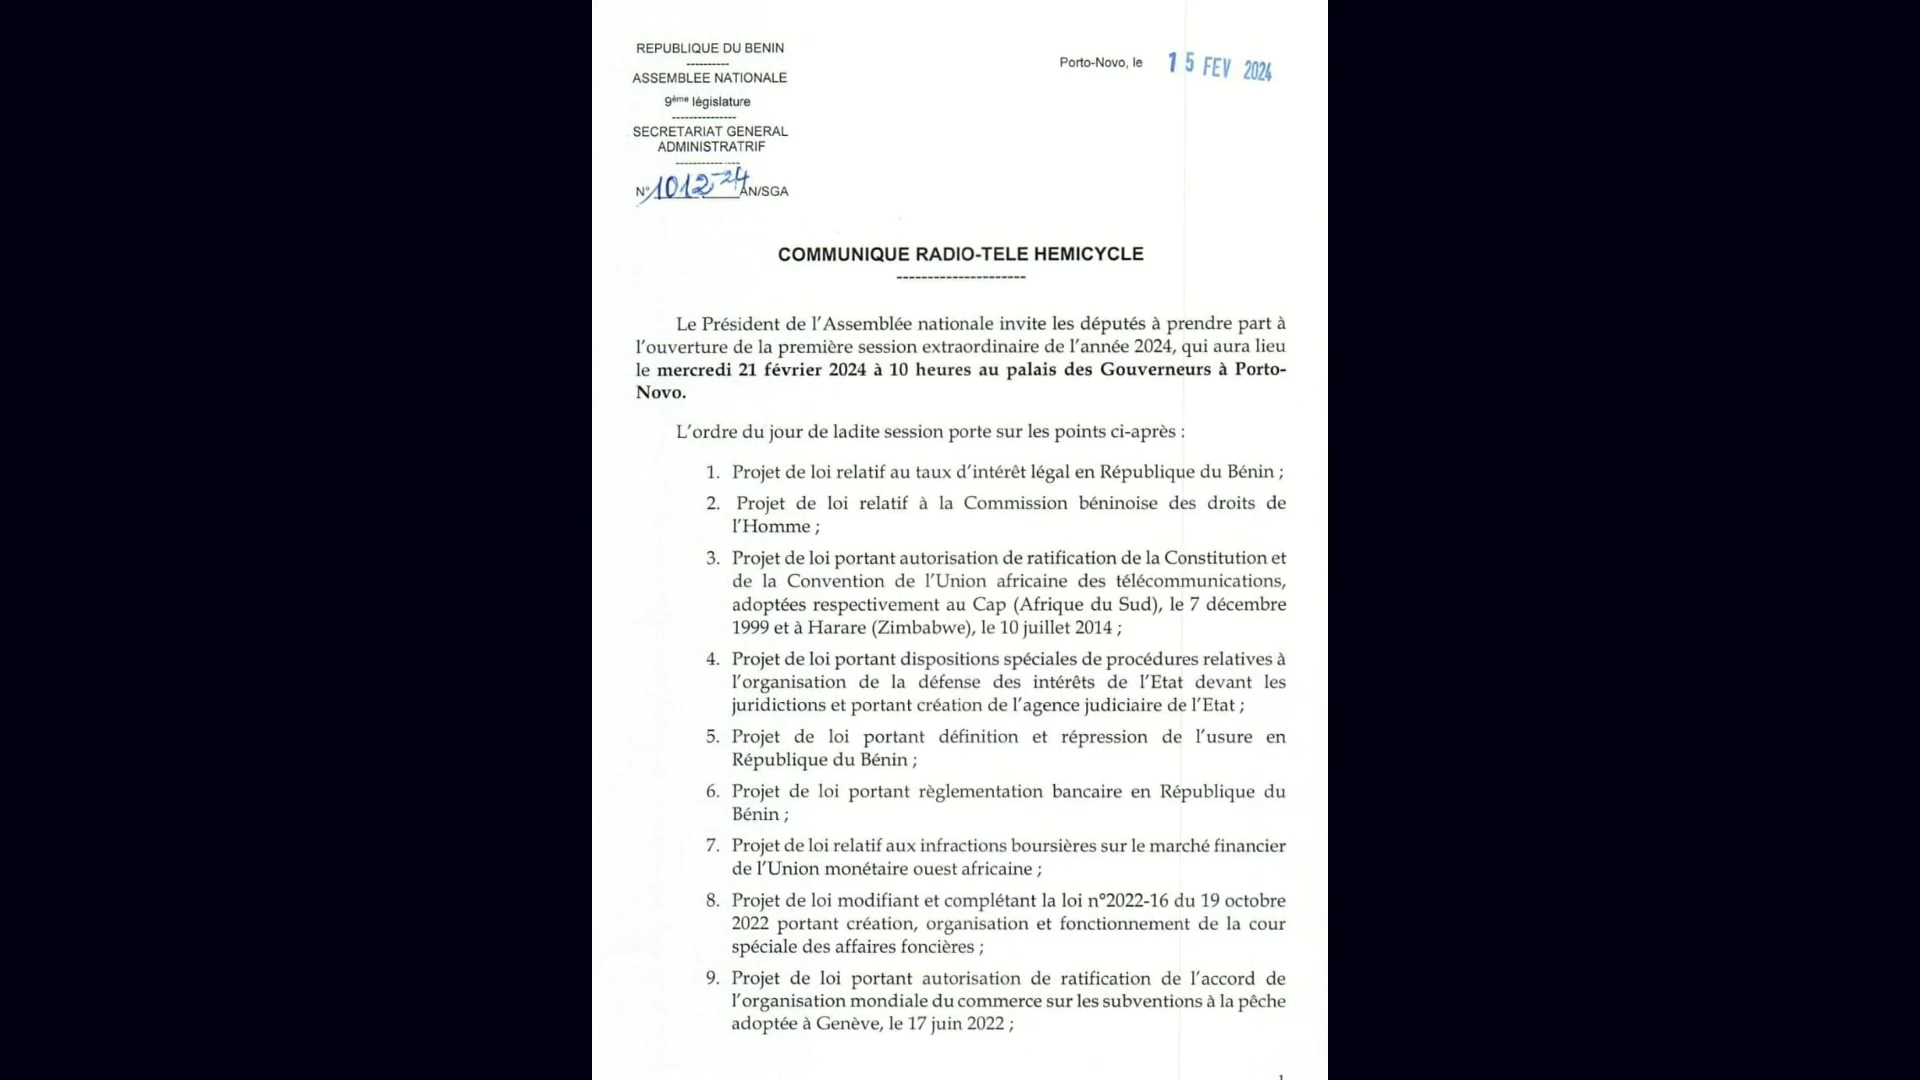 REPUBLIQUE DU BENIN
----------
ASSEMBLEE NATIONALE
9ème législature
---------------
SECRETARIAT GENERAL
ADMINISTRATRIF
---------------
N° 1012-24 AN/SGA
Porto-Novo, le 15 FEV 2024
COMMUNIQUE RADIO-TELE HEMICYCLE
---------------------
Le Président de l'Assemblée nationale invite les députés à prendre part à
l'ouverture de la première session extraordinaire de l'année 2024, qui aura lieu
le mercredi 21 février 2024 à 10 heures au palais des Gouverneurs à Porto-
Novo.
L'ordre du jour de ladite session porte sur les points ci-après :
1. Projet de loi relatif au taux d'intérêt légal en République du Bénin ;
2. Projet de loi relatif à la Commission béninoise des droits de
l'Homme ;
3. Projet de loi portant autorisation de ratification de la Constitution et
de la Convention de l'Union africaine des télécommunications,
adoptées respectivement au Cap (Afrique du Sud), le 7 décembre
1999 et à Harare (Zimbabwe), le 10 juillet 2014 ;
4. Projet de loi portant dispositions spéciales de procédures relatives à
l'organisation de la défense des intérêts de l'Etat devant les
juridictions et portant création de l'agence judiciaire de l'Etat ;
5. Projet de loi portant définition et répression de l'usure en
République du Bénin ;
6. Projet de loi portant règlementation bancaire en République du
Bénin ;
7. Projet de loi relatif aux infractions boursières sur le marché financier
de l'Union monétaire ouest africaine ;
8. Projet de loi modifiant et complétant la loi n°2022-16 du 19 octobre
2022 portant création, organisation et fonctionnement de la cour
spéciale des affaires foncières ;
9. Projet de loi portant autorisation de ratification de l'accord de
l'organisation mondiale du commerce sur les subventions à la pêche
adoptée à Genève, le 17 juin 2022 ;